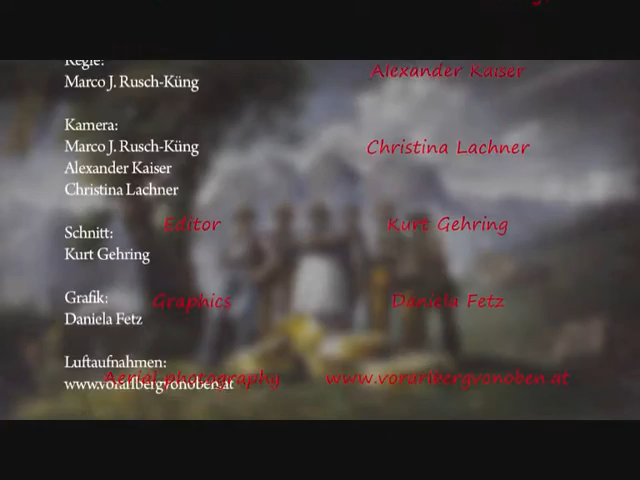 Regie:
Marco J. Rusch-Küng
Kamera:
Marco J. Rusch-Küng
Alexander Kaiser
Christina Lachner
Schnitt:
Kurt Gehring
Grafik:
Daniela Fetz
Luftaufnahmen:
www.vorarlbergvonoben.at
Alexander Kaiser
Christina Lachner
Editor Kurt Gehring
Graphics Daniela Fetz
Aerial photography www.vorarlbergvonoben.at